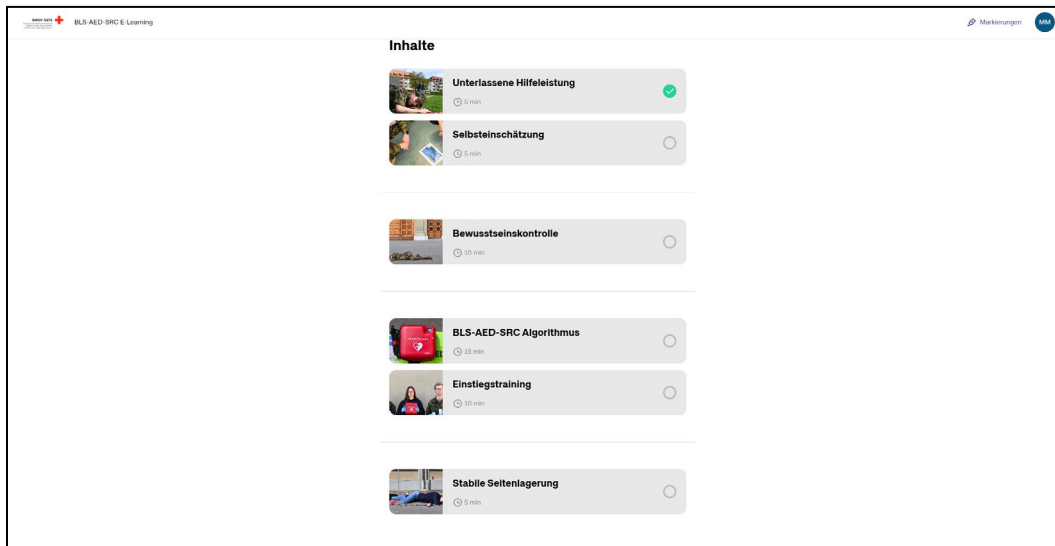 BLS-AED-SRC E-Learning
Markierungen
MM
Inhalte
Unterlassene Hilfeleistung
5 min
Selbsteinschätzung
5 min
Bewusstseinskontrolle
10 min
BLS-AED-SRC Algorithmus
15 min
Einstiegstraining
10 min
Stabile Seitenlagerung
5 min